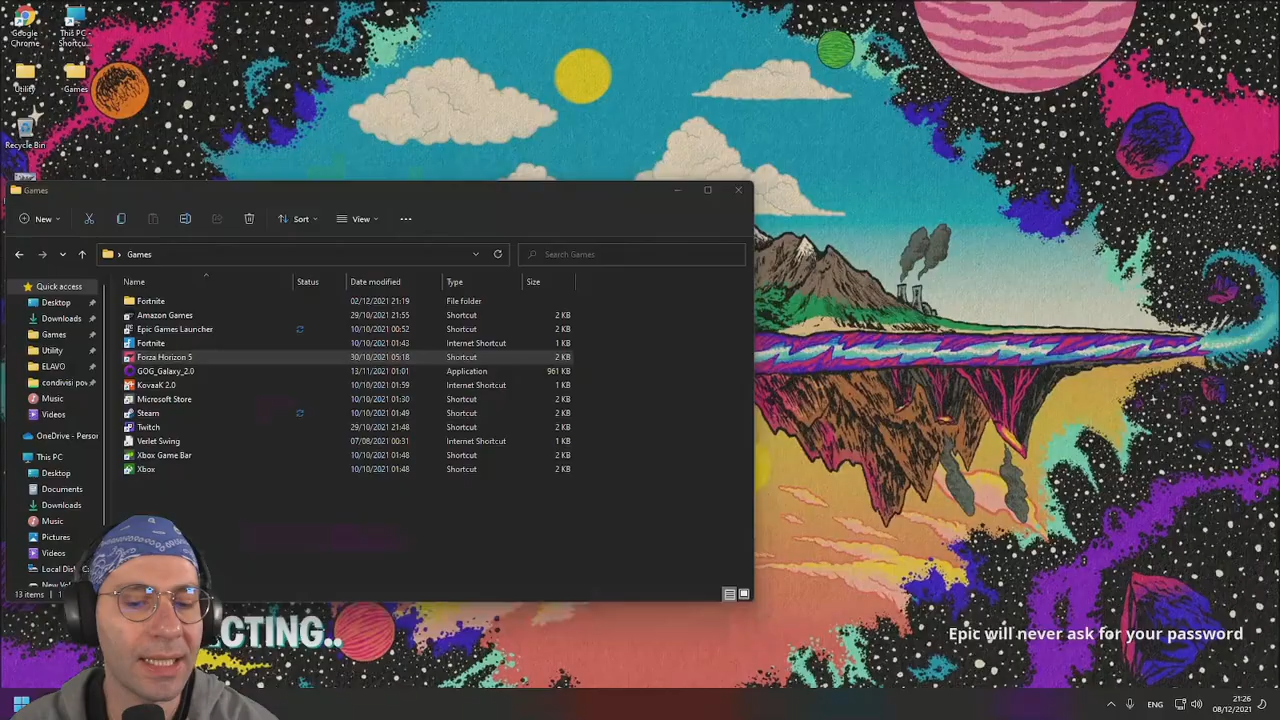 Google
Chrome
This PC -
Shortcu...
Utility
Games
Recycle Bin
Games
New
Sort
View
Games
Search Games
Name
Status
Date modified
Type
Size
Quick access
Desktop
Downloads
Games
Utility
ELAVO
condivisi po
Music
Videos
OneDrive - Person
This PC
Desktop
Documents
Downloads
Music
Pictures
Videos
Local Dis
New Vol
Fortnite 02/12/2021 21:19 File folder
Amazon Games 29/10/2021 21:55 Shortcut 2 KB
Epic Games Launcher 10/10/2021 00:52 Shortcut 2 KB
Fortnite 10/10/2021 01:43 Internet Shortcut 1 KB
Forza Horizon 5 30/10/2021 05:18 Shortcut 2 KB
GOG_Galaxy_2.0 13/11/2021 01:01 Application 961 KB
KovaaK 2.0 10/10/2021 01:59 Internet Shortcut 1 KB
Microsoft Store 10/10/2021 01:30 Shortcut 2 KB
Steam 10/10/2021 01:49 Shortcut 2 KB
Twitch 29/10/2021 21:48 Shortcut 2 KB
Verlet Swing 07/08/2021 00:31 Internet Shortcut 1 KB
Xbox Game Bar 10/10/2021 01:48 Shortcut 2 KB
Xbox 10/10/2021 01:48 Shortcut 2 KB
13 items
CTING..
Epic will never ask for your password
ENG
21:26
08/12/2021